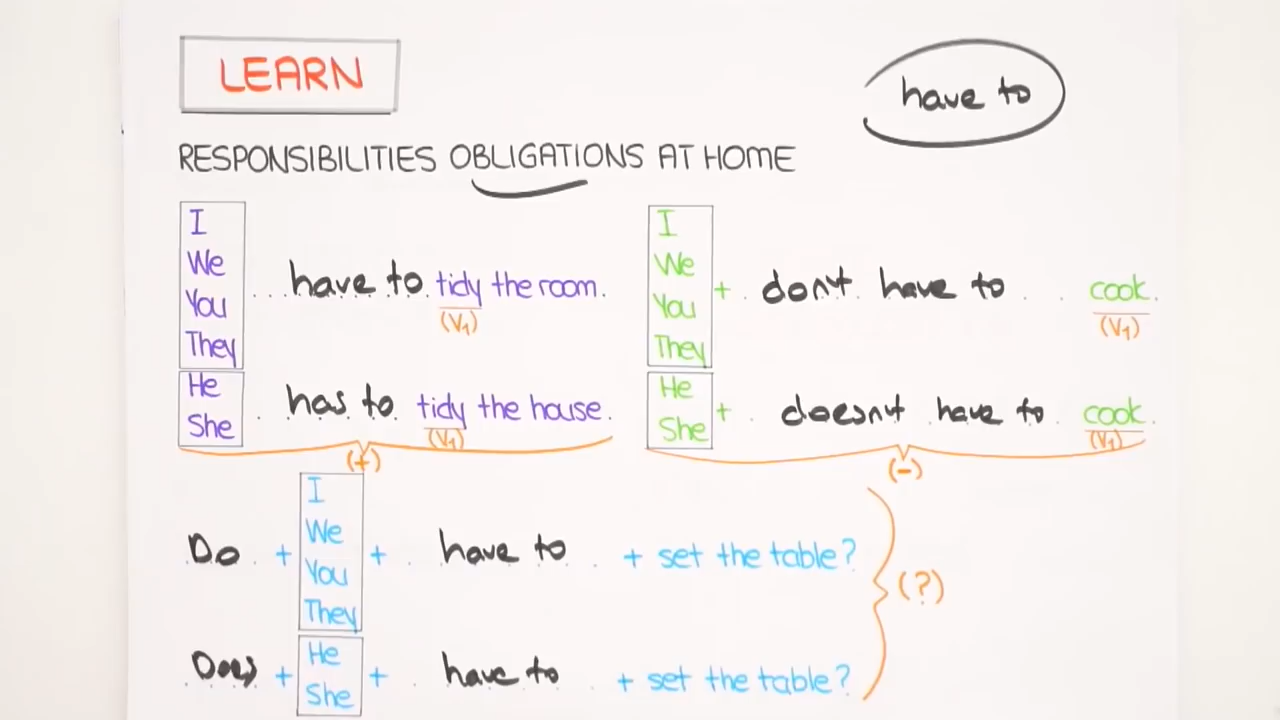 LEARN
have to
RESPONSIBILITIES OBLIGATIONS AT HOME
I
We
You
They
have to tidy the room.
(V1)
He
She
has to tidy the house.
(V1)
(+)
I
We
You
They
+ don't have to cook.
(V1)
He
She
+ doesn't have to cook.
(V1)
(-)
Do +
I
We
You
They
+ have to + set the table?
Does +
He
She
+ have to + set the table?
(?)